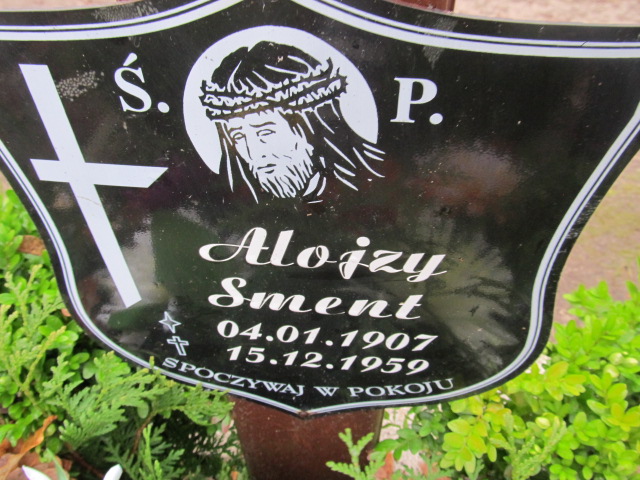 Ś. P.
Alojzy
Sment
04.01.1907
15.12.1959
SPOCZYWAJ W POKOJU